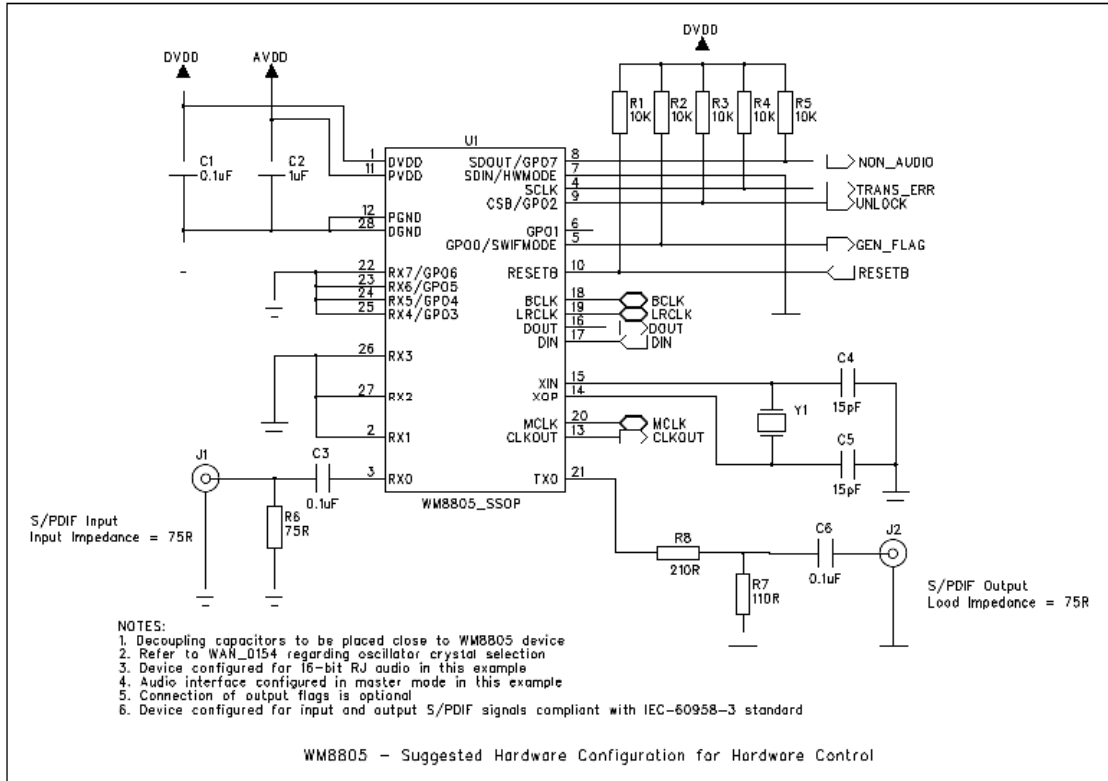 DVDD
DVDD AVDD
R1 R2 R3 R4 R5
10K 10K 10K 10K 10K
U1
C1 C2
0.1uF 1uF
1 DVDD SDOUT/GPO7 8 NON_AUDIO
11 PVDD SDIN/HWMODE 7
SCLK 4 TRANS_ERR
CSB/GPO2 9 UNLOCK
12 PGND
28 DGND GPO1 6
GPO0/SWIFMODE 5 GEN_FLAG
22 RX7/GPO6 RESETB 10 RESETB
23 RX6/GPO5
24 RX5/GPO4 BCLK 18 BCLK
25 RX4/GPO3 LRCLK 19 LRCLK
DOUT 16 DOUT
DIN 17 DIN
26 RX3
C4
XIN 15
27 RX2 XOP 14 15pF
Y1
MCLK 20 MCLK
2 RX1 CLKOUT 13 CLKOUT
C5
J1 C3
3 RX0 TX0 21
0.1uF 15pF
WM8805_SSOP
R6
75R
S/PDIF Input
Input Impedance = 75R
R8 C6 J2
210R 0.1uF
R7
110R
S/PDIF Output
Load Impedance = 75R
NOTES:
1. Decoupling capacitors to be placed close to WM8805 device
2. Refer to WAN_0154 regarding oscillator crystal selection
3. Device configured for 16-bit RJ audio in this example
4. Audio interface configured in master mode in this example
5. Connection of output flags is optional
6. Device configured for input and output S/PDIF signals compliant with IEC-60958-3 standard
WM8805 - Suggested Hardware Configuration for Hardware Control